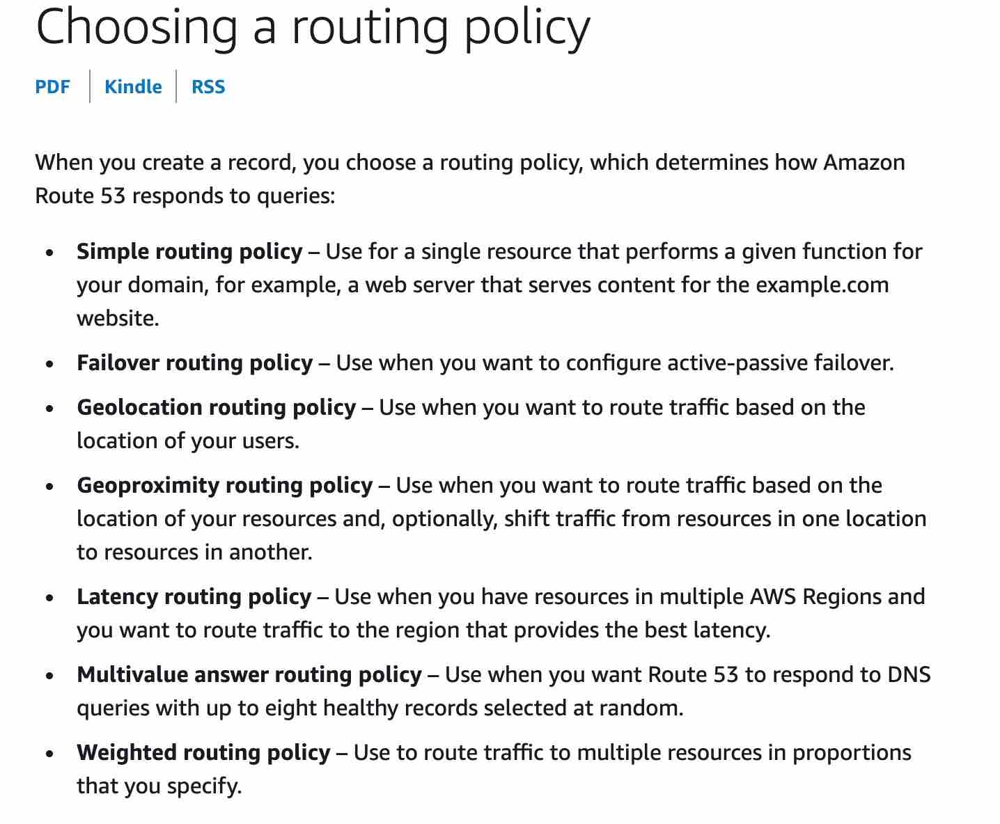 Choosing a routing policy
PDF | Kindle | RSS
When you create a record, you choose a routing policy, which determines how Amazon
Route 53 responds to queries:
• Simple routing policy – Use for a single resource that performs a given function for
your domain, for example, a web server that serves content for the example.com
website.
• Failover routing policy – Use when you want to configure active-passive failover.
• Geolocation routing policy – Use when you want to route traffic based on the
location of your users.
• Geoproximity routing policy – Use when you want to route traffic based on the
location of your resources and, optionally, shift traffic from resources in one location
to resources in another.
• Latency routing policy – Use when you have resources in multiple AWS Regions and
you want to route traffic to the region that provides the best latency.
• Multivalue answer routing policy – Use when you want Route 53 to respond to DNS
queries with up to eight healthy records selected at random.
• Weighted routing policy – Use to route traffic to multiple resources in proportions
that you specify.